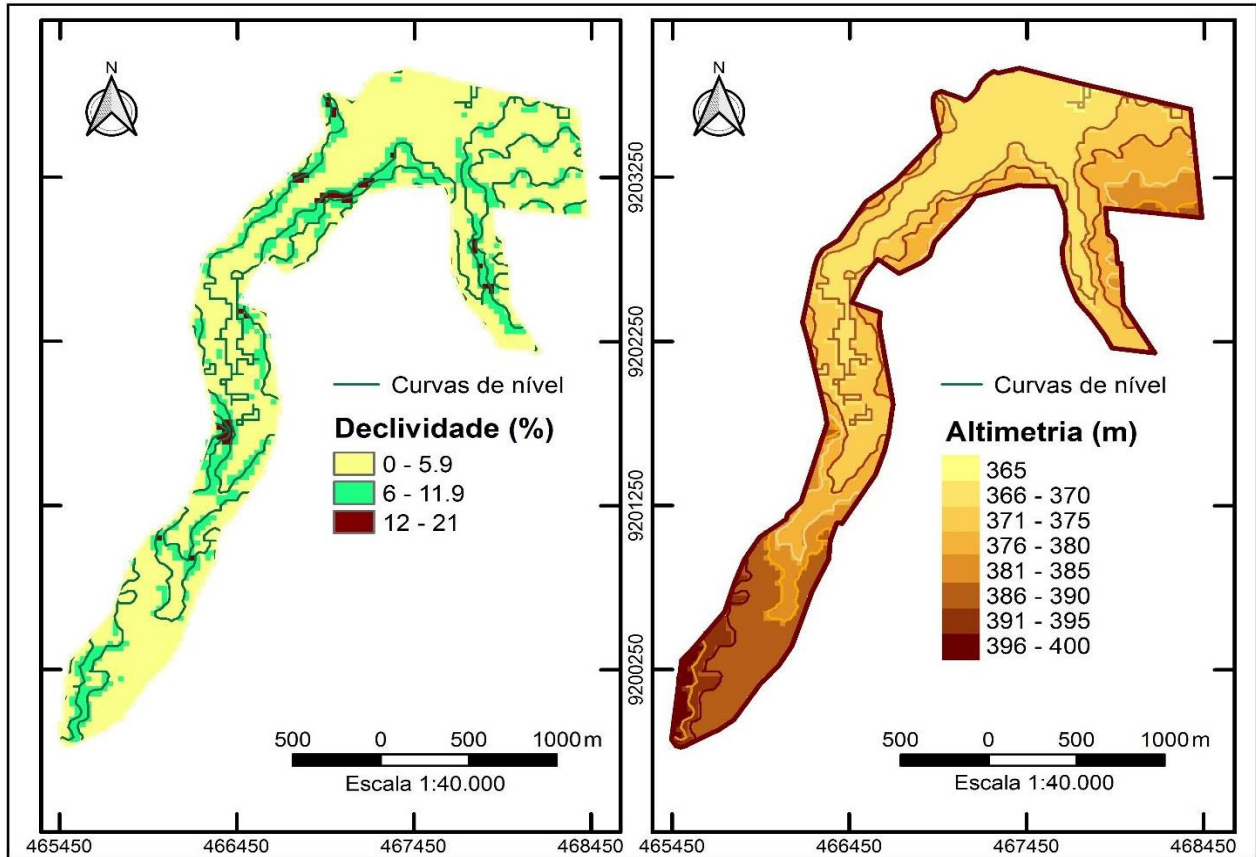 N
Curvas de nível
Declividade (%)
0 - 5.9
6 - 11.9
12 - 21
500 0 500 1000 m
Escala 1:40.000
465450 466450 467450 468450
9203250
9202250
9201250
9200250
N
Curvas de nível
Altimetria (m)
365
366 - 370
371 - 375
376 - 380
381 - 385
386 - 390
391 - 395
396 - 400
500 0 500 1000 m
Escala 1:40.000
465450 466450 467450 468450